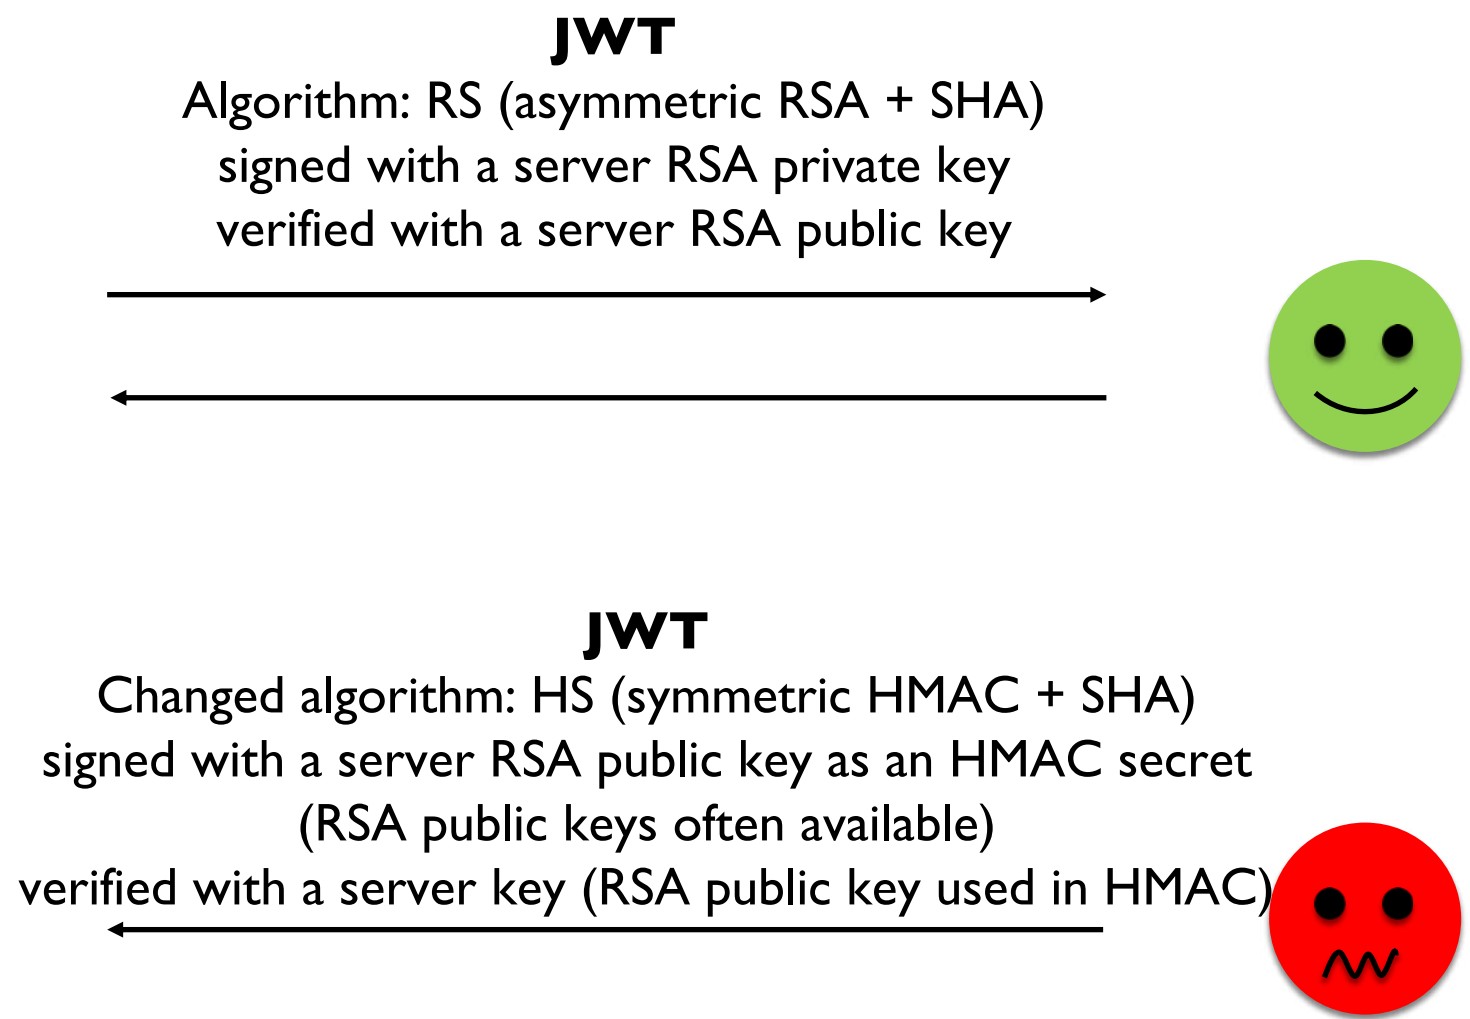 JWT
Algorithm: RS (asymmetric RSA + SHA)
signed with a server RSA private key
verified with a server RSA public key
JWT
Changed algorithm: HS (symmetric HMAC + SHA)
signed with a server RSA public key as an HMAC secret
(RSA public keys often available)
verified with a server key (RSA public key used in HMAC)